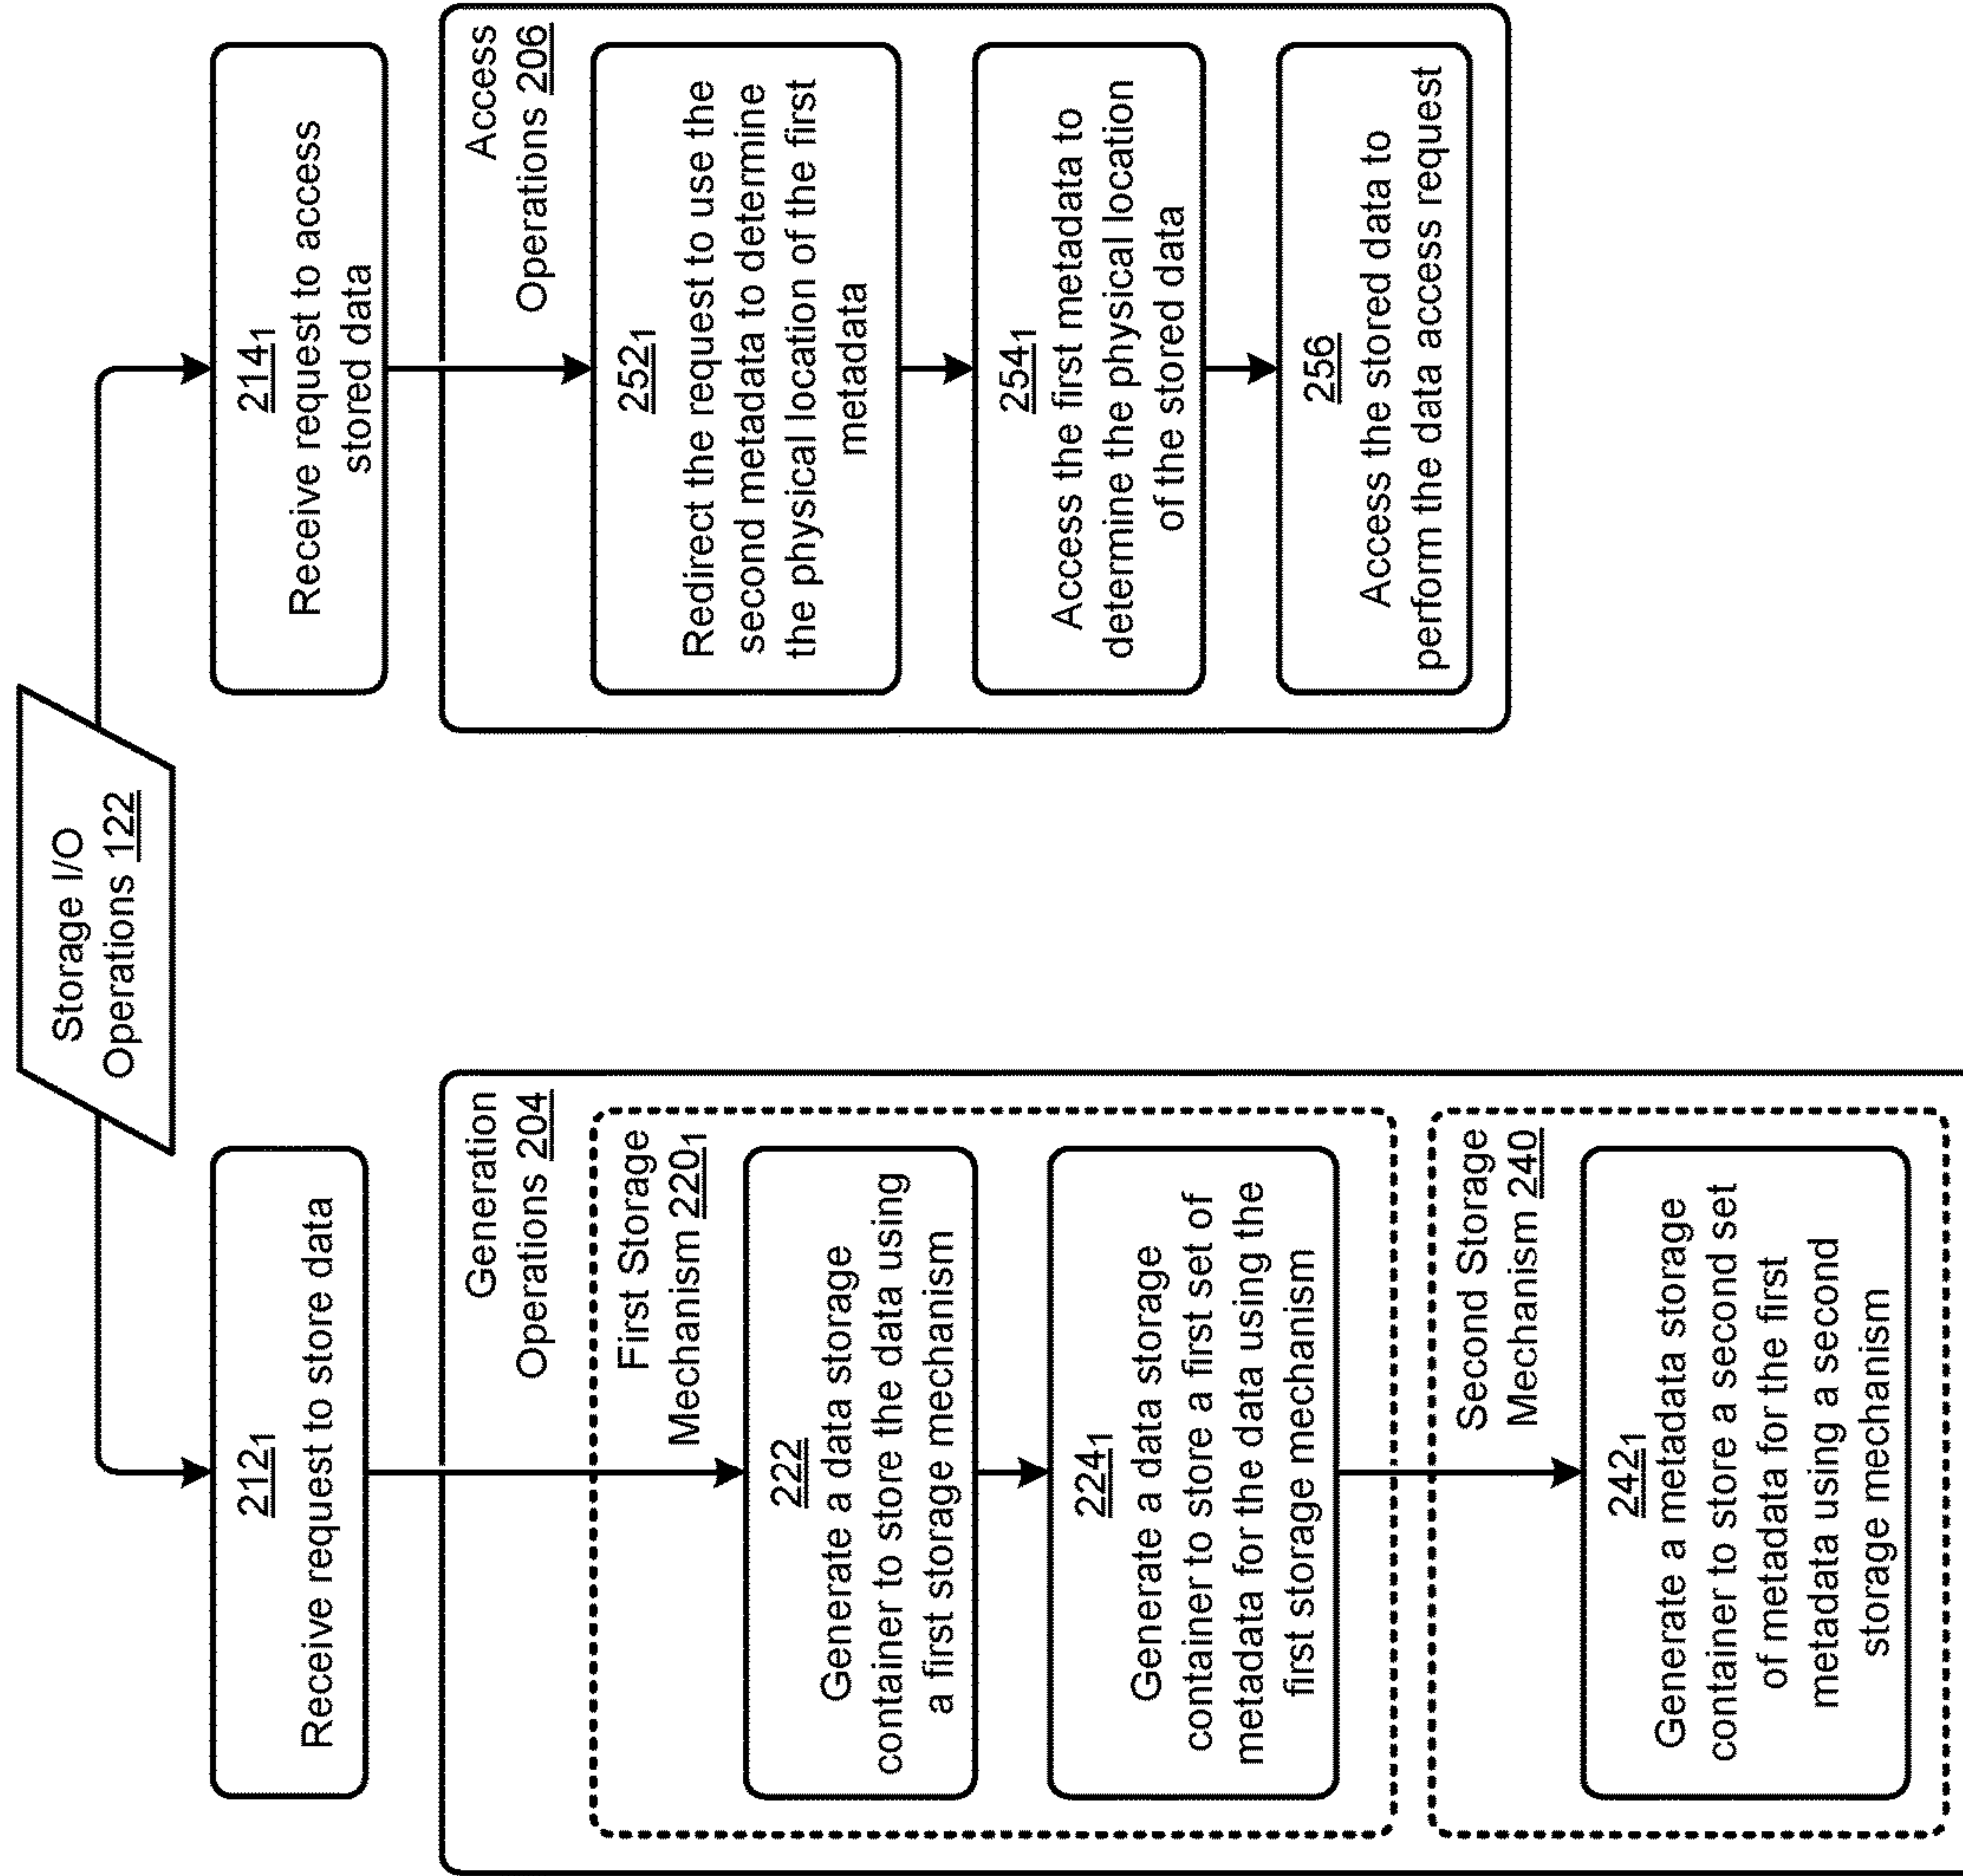 Storage I/O
Operations 122
212₁
Receive request to store data
Generation
Operations 204
First Storage
Mechanism 220₁
222
Generate a data storage
container to store the data using
a first storage mechanism
224₁
Generate a data storage
container to store a first set of
metadata for the data using the
first storage mechanism
Second Storage
Mechanism 240
242₁
Generate a metadata storage
container to store a second set
of metadata for the first
metadata using a second
storage mechanism
214₁
Receive request to access
stored data
Access
Operations 206
252₁
Redirect the request to use the
second metadata to determine
the physical location of the first
metadata
254₁
Access the first metadata to
determine the physical location
of the stored data
256
Access the stored data to
perform the data access request